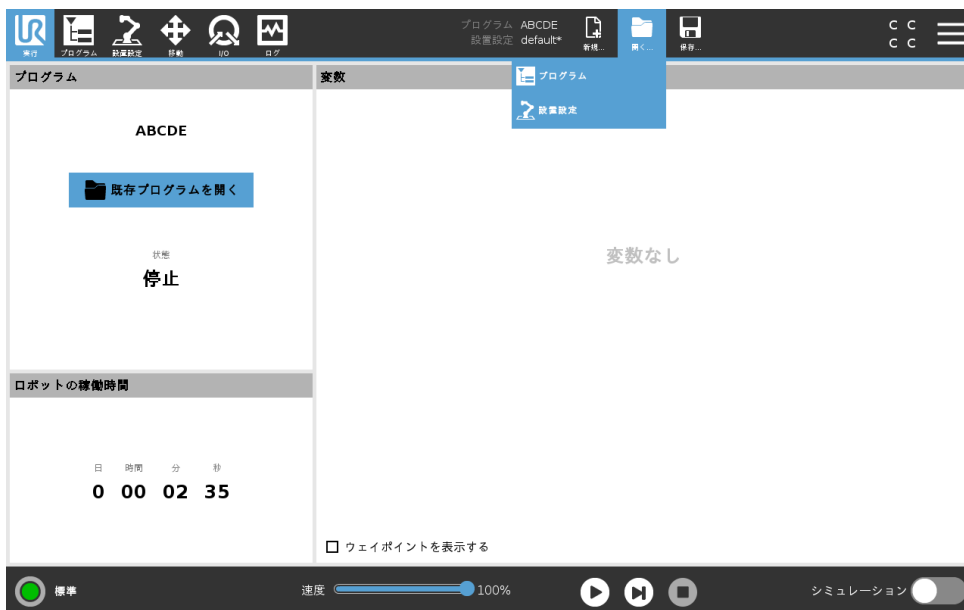 プログラム ABCDE
設置設定 default*
実行 プログラム 設置設定 移動 I/O ログ
新規... 開く... 保存...
C C
C C
プログラム
設置設定
プログラム
ABCDE
既存プログラムを開く
状態
停止
変数
変数なし
ウェイポイントを表示する
ロボットの稼働時間
日 時間 分 秒
0 00 02 35
標準
速度 100%
シミュレーション